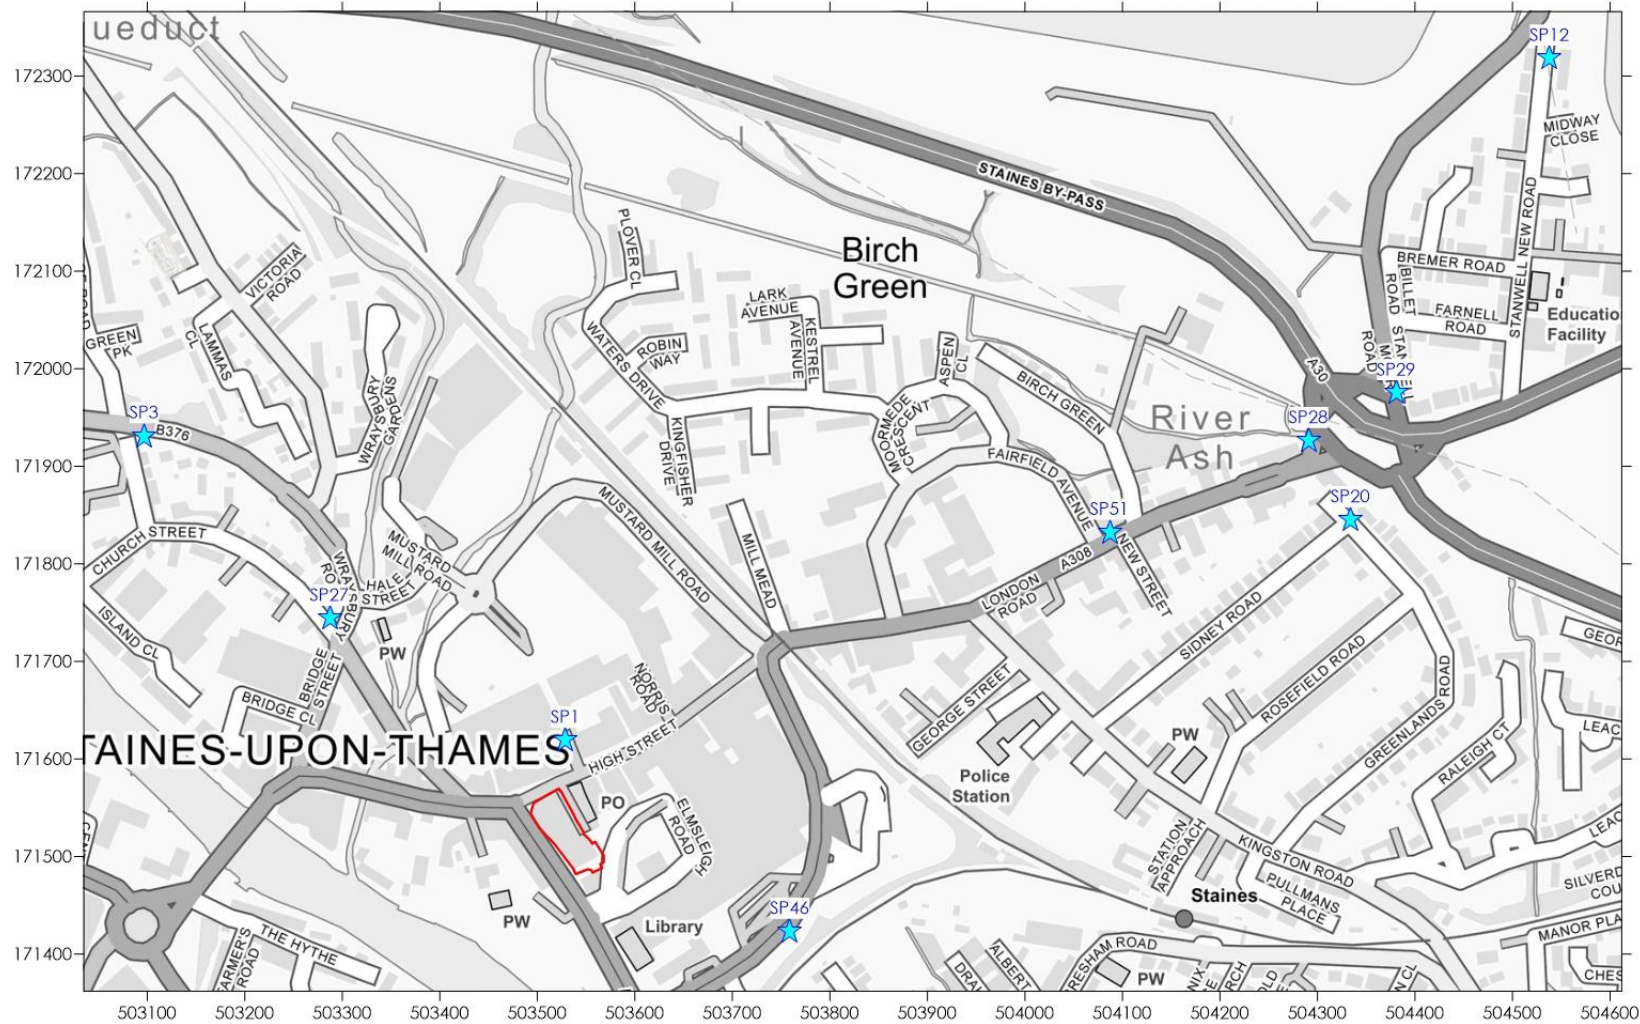 ueduct
SP12
172300
MIDWAY
CLOSE
172200
STAINES BY-PASS
PLOVER CL
Birch
Green
STANWELL NEW ROAD
172100
VICTORIA
ROAD
BREMER ROAD
BILLET
ROAD
LARK
AVENUE
FARNELL
ROAD
Educatio
Facility
GREEN
PK
LAMMAS
CL
WATERS DRIVE
ROBIN
WAY
KESTREL
AVENUE
ASPEN
CL
172000
A30
SP29
BIRCH GREEN
WRAYSBURY
GARDENS
SP3
B376
KINGFISHER
DRIVE
MOORMEDE
CRESCENT
River
Ash
SP28
171900
FAIRFIELD AVENUE
MUSTARD MILL ROAD
SP51
SP20
CHURCH STREET
MUSTARD
MILL ROAD
MILL MEAD
A308
NEW STREET
171800
HALE
STREET
WRAYSBURY
SP27
LONDON
ROAD
SIDNEY ROAD
ISLAND CL
PW
GEOR
171700
BRIDGE
STREET
NORRIS
ROAD
ROSEFIELD ROAD
BRIDGE CL
GEORGE STREET
GREENLANDS ROAD
SP1
HIGH STREET
PW
LEAC
TAINES-UPON-THAMES
RALEIGH CT
171600
Police
Station
PO
ELMSLEIGH
ROAD
STATION
APPROACH
KINGSTON ROAD
LEAC
171500
PULLMANS
PLACE
SILVERD
COU
Staines
PW
SP46
Library
MANOR PLA
THE HYTHE
ARMER'S
ROAD
171400
RESHAM ROAD
ALBERT
DRA
PW
CHES
503100
503200
503300
503400
503500
503600
503700
503800
503900
504000
504100
504200
504300
504400
504500
504600